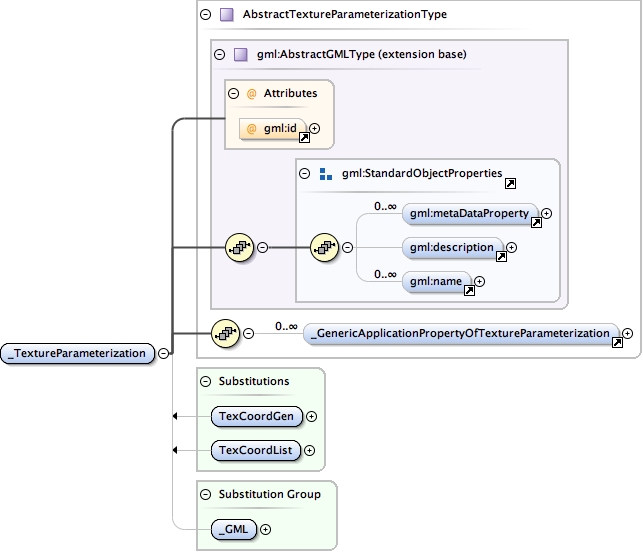 AbstractTextureParameterizationType
gml:AbstractGMLType (extension base)
@ Attributes
@ gml:id
gml:StandardObjectProperties
0..∞
gml:metaDataProperty
gml:description
0..∞
gml:name
0..∞
_GenericApplicationPropertyOfTextureParameterization
_TextureParameterization
Substitutions
TexCoordGen
TexCoordList
Substitution Group
_GML